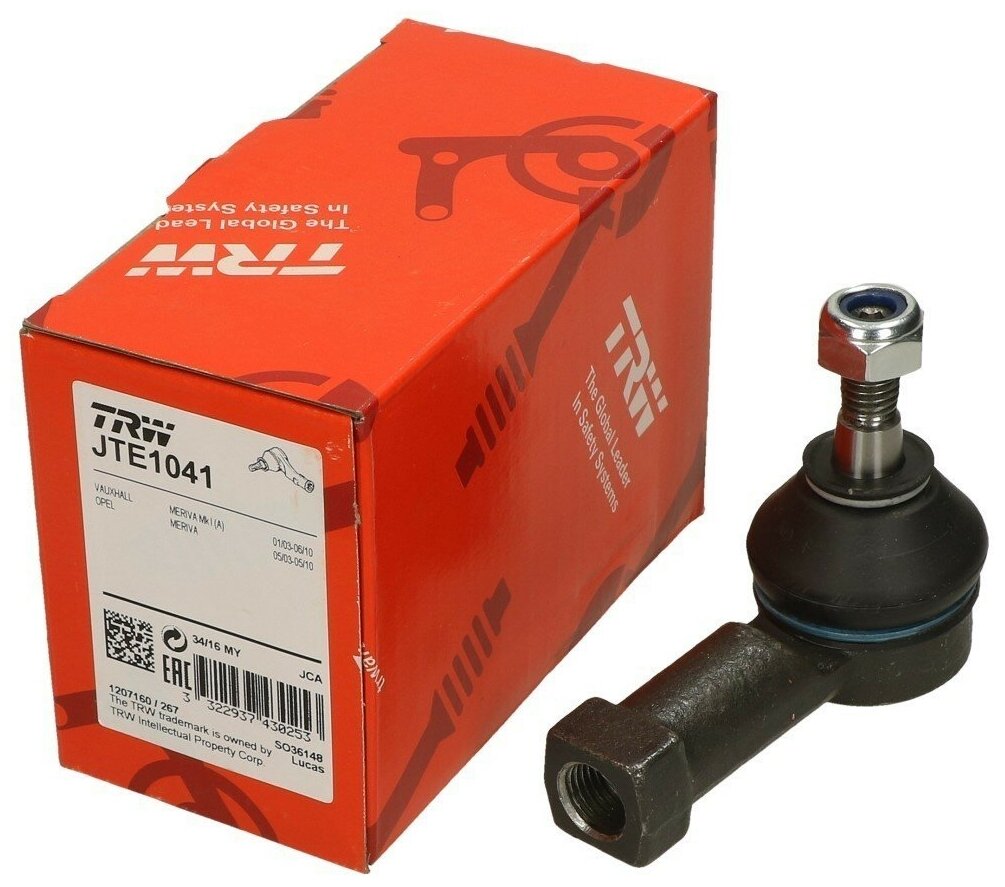 The Global Lead
In Safety System
TRW
TRW
The Global Leader
In Safety Systems
TRW
JTE1041
VAUXHALL MERIVA MkI (A) 01/03-06/10
OPEL MERIVA 05/03-05/10
34/16 MY
JCA
EAC
3 322937 430253
1207160 / 267
The TRW trademark is owned by
TRW Intellectual Property Corp.
SO36148
Lucas